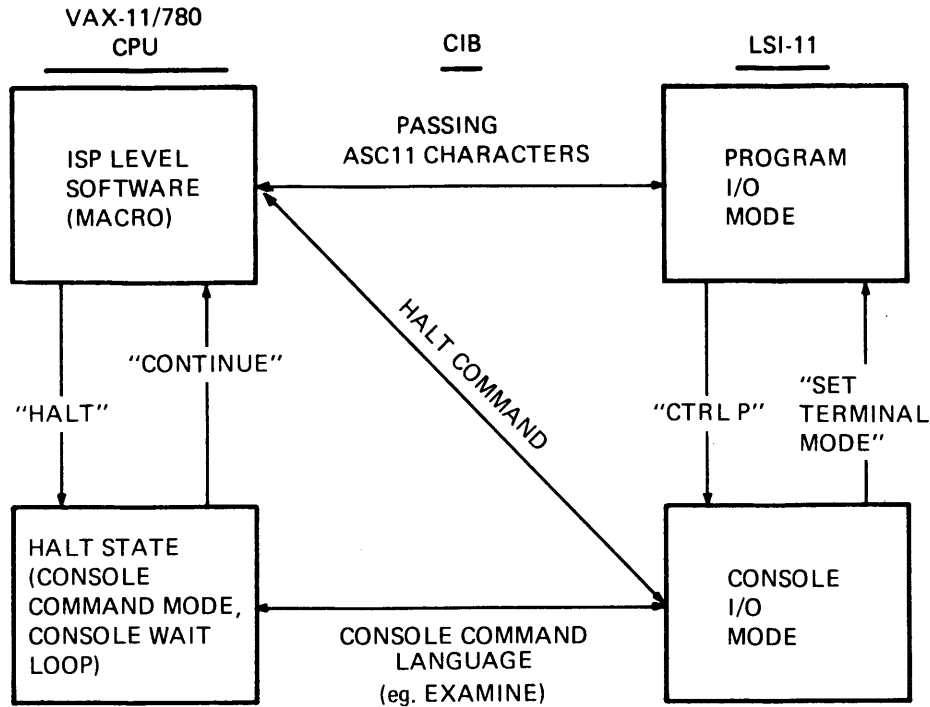 VAX-11/780
CPU
CIB
LSI-11
ISP LEVEL
SOFTWARE
(MACRO)
PASSING
ASC11 CHARACTERS
PROGRAM
I/O
MODE
"HALT"
"CONTINUE"
HALT COMMAND
"CTRL P"
"SET
TERMINAL
MODE"
HALT STATE
(CONSOLE
COMMAND MODE,
CONSOLE WAIT
LOOP)
CONSOLE COMMAND
LANGUAGE
(eg. EXAMINE)
CONSOLE
I/O
MODE